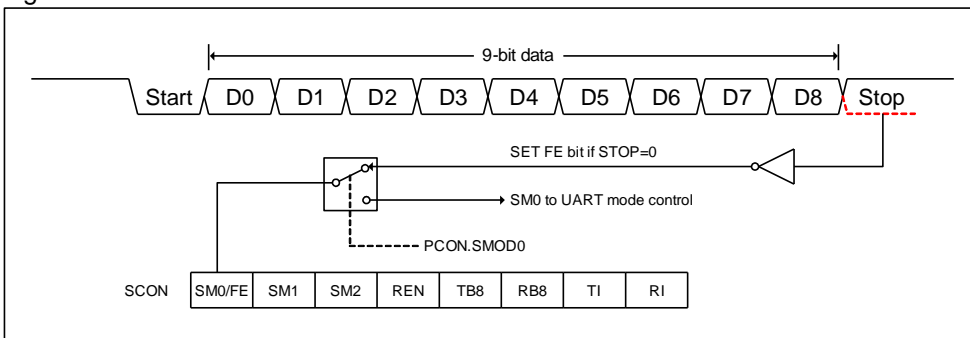 9-bit data
Start D0 D1 D2 D3 D4 D5 D6 D7 D8 Stop
SET FE bit if STOP=0
SM0 to UART mode control
PCON.SMOD0
SCON SM0/FE SM1 SM2 REN TB8 RB8 TI RI